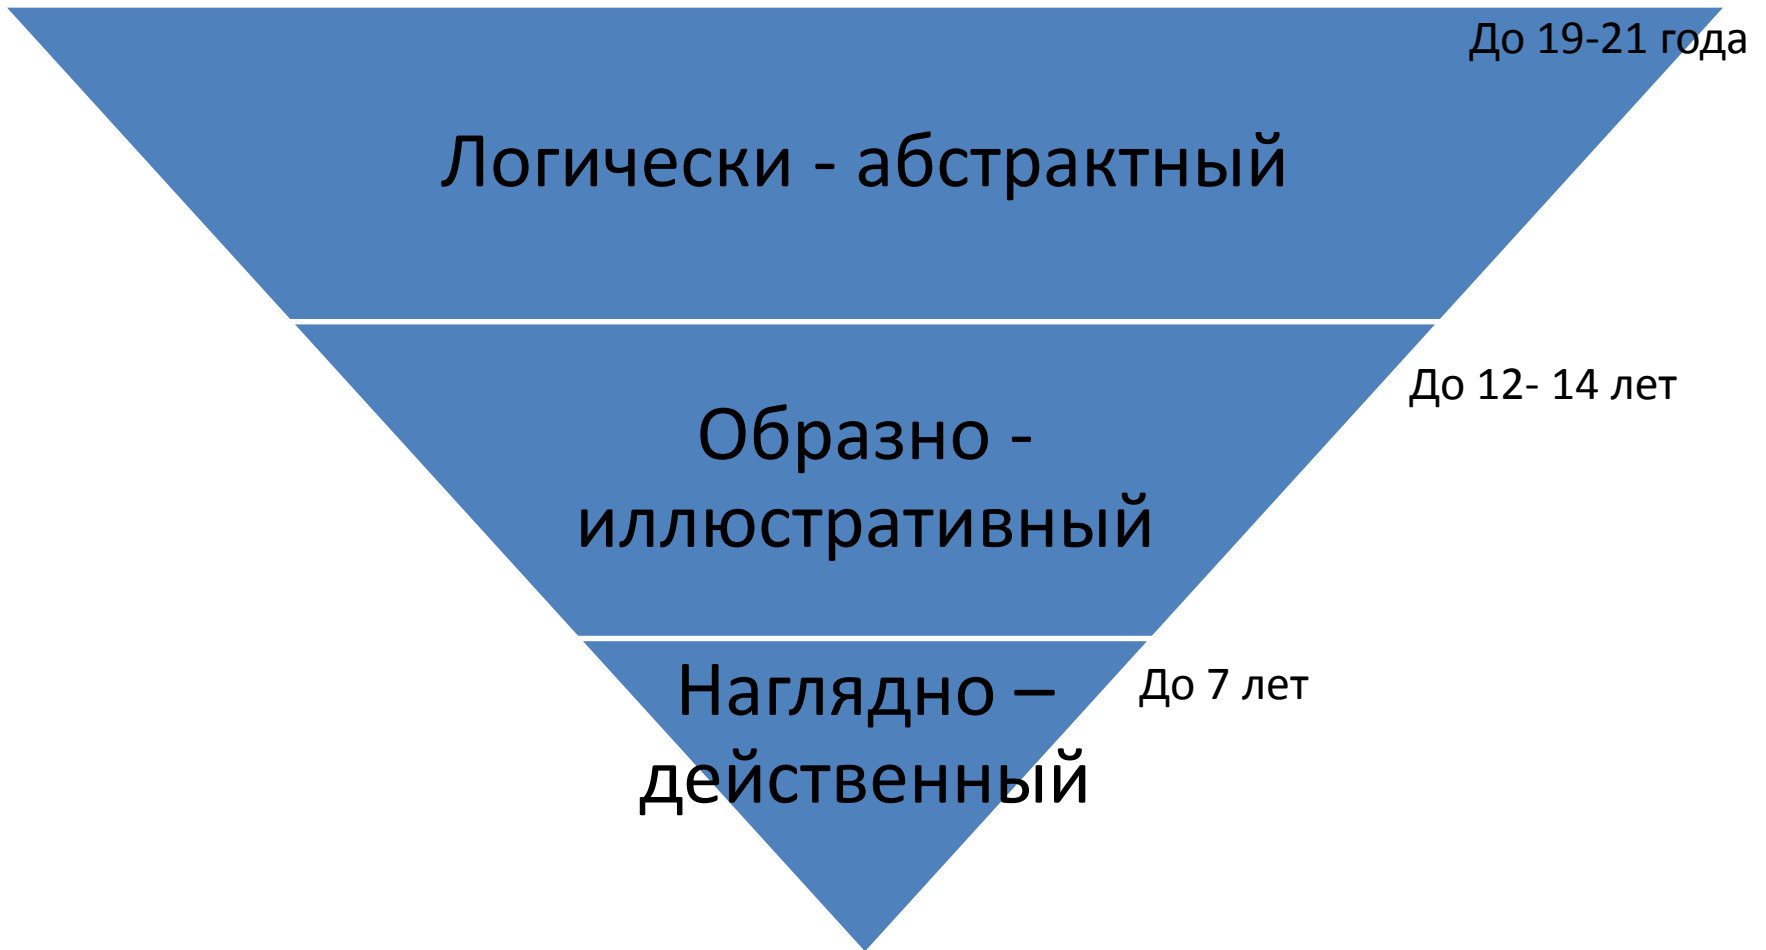 До 19-21 года
Логически - абстрактный
До 12- 14 лет
Образно -
иллюстративный
До 7 лет
Наглядно –
действенный